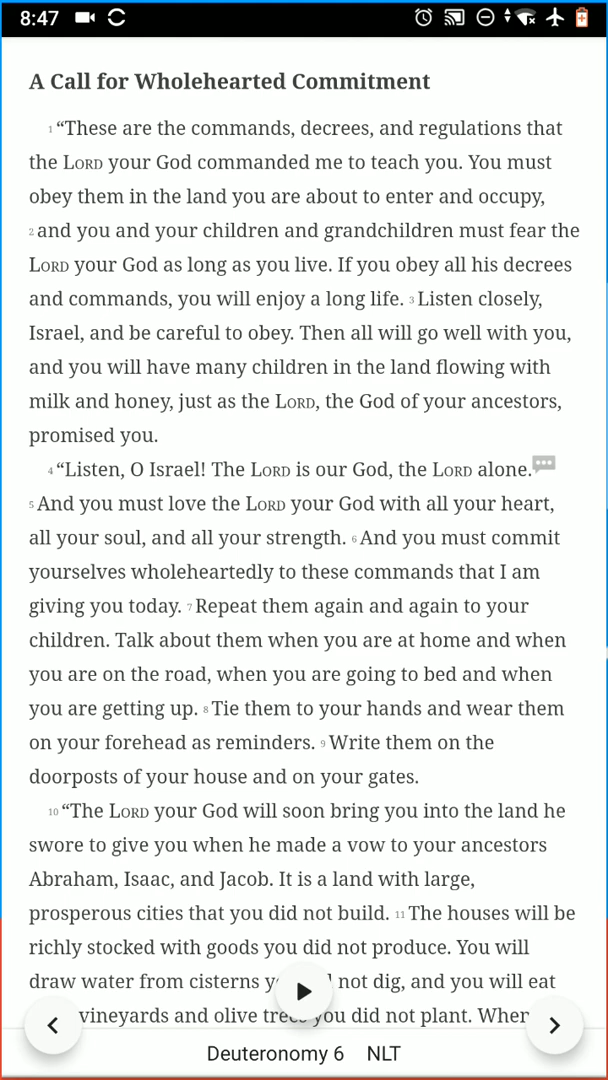 8:47
A Call for Wholehearted Commitment
1 “These are the commands, decrees, and regulations that
the LORD your God commanded me to teach you. You must
obey them in the land you are about to enter and occupy,
2 and you and your children and grandchildren must fear the
LORD your God as long as you live. If you obey all his decrees
and commands, you will enjoy a long life. 3 Listen closely,
Israel, and be careful to obey. Then all will go well with you,
and you will have many children in the land flowing with
milk and honey, just as the LORD, the God of your ancestors,
promised you.
4 “Listen, O Israel! The LORD is our God, the LORD alone.
5 And you must love the LORD your God with all your heart,
all your soul, and all your strength. 6 And you must commit
yourselves wholeheartedly to these commands that I am
giving you today. 7 Repeat them again and again to your
children. Talk about them when you are at home and when
you are on the road, when you are going to bed and when
you are getting up. 8 Tie them to your hands and wear them
on your forehead as reminders. 9 Write them on the
doorposts of your house and on your gates.
10 “The LORD your God will soon bring you into the land he
swore to give you when he made a vow to your ancestors
Abraham, Isaac, and Jacob. It is a land with large,
prosperous cities that you did not build. 11 The houses will be
richly stocked with goods you did not produce. You will
draw water from cisterns not dig, and you will eat
vineyards and olive trees you did not plant. When
Deuteronomy 6 NLT